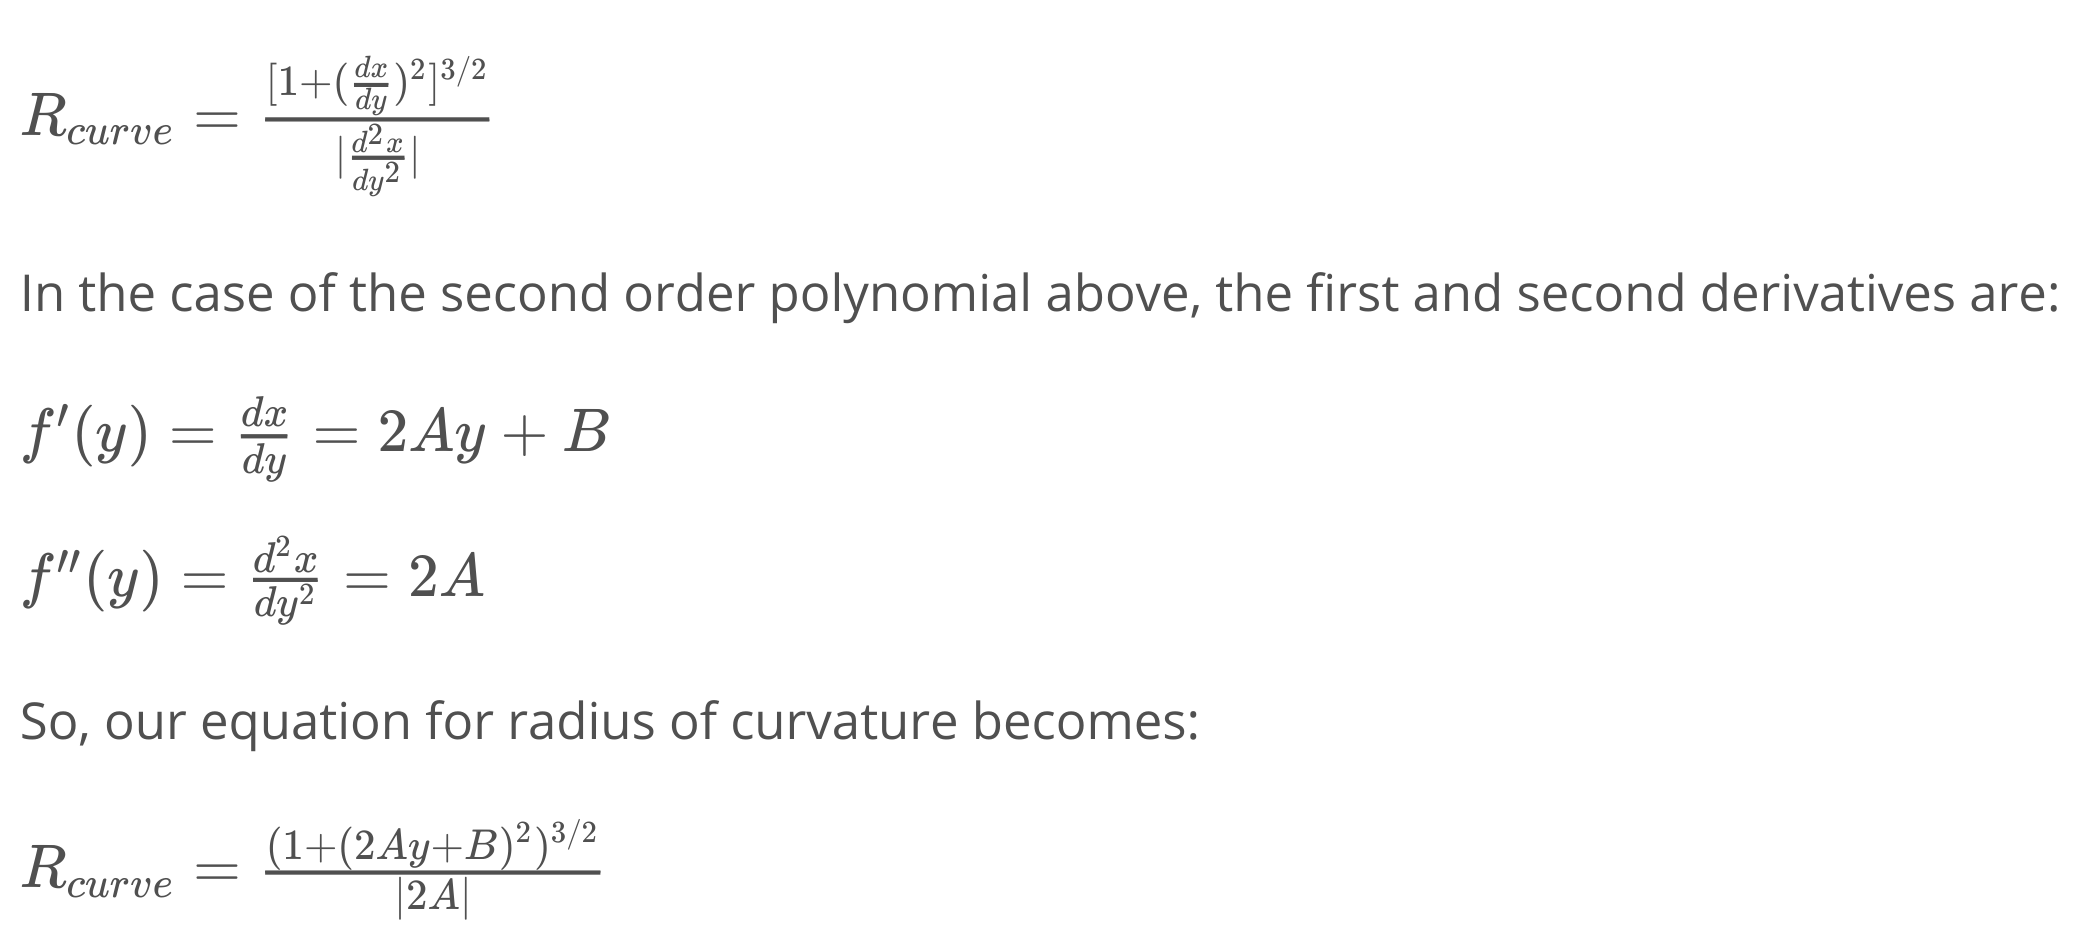 $R_{curve} = \frac{[1+(\frac{dx}{dy})^2]^{3/2}}{|\frac{d^2x}{dy^2}|}$
In the case of the second order polynomial above, the first and second derivatives are:
$f'(y) = \frac{dx}{dy} = 2Ay + B$
$f''(y) = \frac{d^2x}{dy^2} = 2A$
So, our equation for radius of curvature becomes:
$R_{curve} = \frac{(1+(2Ay+B)^2)^{3/2}}{|2A|}$